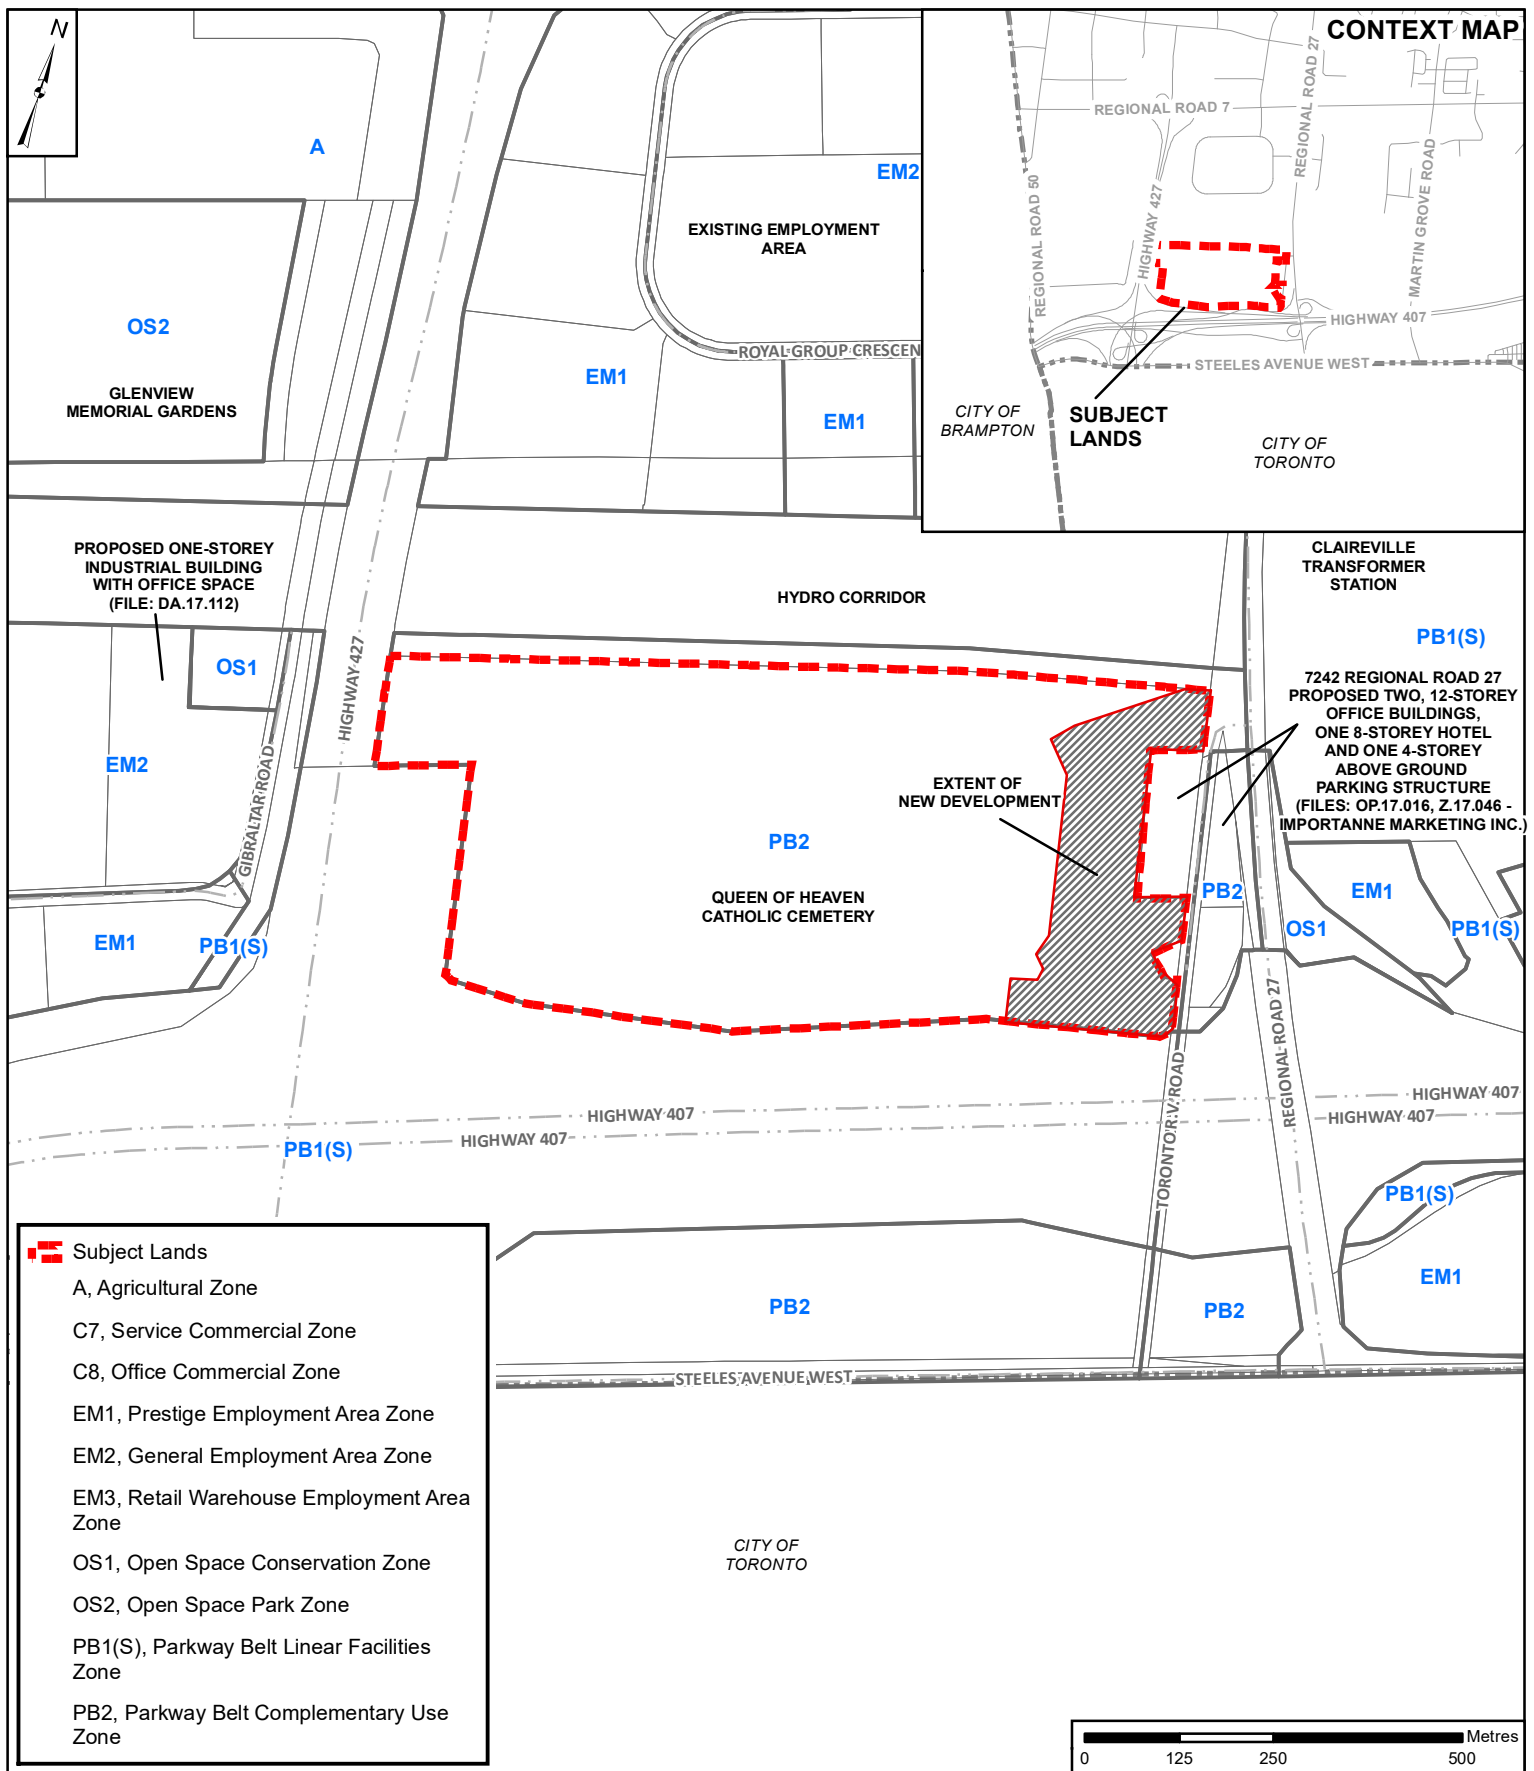 N
CONTEXT MAP
REGIONAL ROAD 27
REGIONAL ROAD 7
MARTIN GROVE ROAD
REGIONAL ROAD 50
HIGHWAY 427
HIGHWAY 407
STEELES AVENUE WEST
CITY OF
BRAMPTON
SUBJECT
LANDS
CITY OF
TORONTO
A
EM2
EXISTING EMPLOYMENT
AREA
OS2
GLENVIEW
MEMORIAL GARDENS
ROYAL GROUP CRESCEN
EM1
EM1
PROPOSED ONE-STOREY
INDUSTRIAL BUILDING
WITH OFFICE SPACE
(FILE: DA.17.112)
HYDRO CORRIDOR
CLAIREVILLE
TRANSFORMER
STATION
PB1(S)
OS1
HIGHWAY 427
7242 REGIONAL ROAD 27
PROPOSED TWO, 12-STOREY
OFFICE BUILDINGS,
ONE 8-STOREY HOTEL
AND ONE 4-STOREY
ABOVE GROUND
PARKING STRUCTURE
(FILES: OP.17.016, Z.17.046 -
IMPORTANNE MARKETING INC.)
EM2
GIBRALTAR ROAD
EXTENT OF
NEW DEVELOPMENT
PB2
QUEEN OF HEAVEN
CATHOLIC CEMETERY
PB2
EM1
OS1
PB1(S)
EM1
PB1(S)
REGIONAL ROAD 27
TORONTO R.V. ROAD
HIGHWAY 407
HIGHWAY 407
HIGHWAY 407
HIGHWAY 407
PB1(S)
PB1(S)
EM1
PB2
PB2
STEELES AVENUE WEST
CITY OF
TORONTO
Subject Lands
A, Agricultural Zone
C7, Service Commercial Zone
C8, Office Commercial Zone
EM1, Prestige Employment Area Zone
EM2, General Employment Area Zone
EM3, Retail Warehouse Employment Area
Zone
OS1, Open Space Conservation Zone
OS2, Open Space Park Zone
PB1(S), Parkway Belt Linear Facilities
Zone
PB2, Parkway Belt Complementary Use
Zone
Metres
0 125 250 500